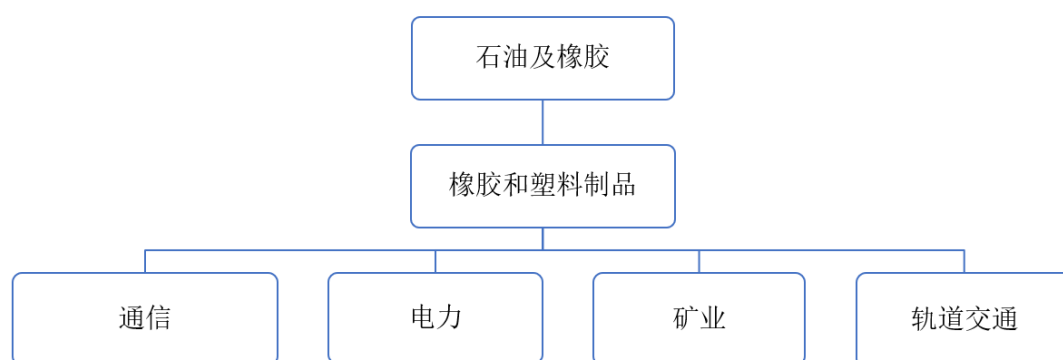 石油及橡胶
橡胶和塑料制品
通信
电力
矿业
轨道交通